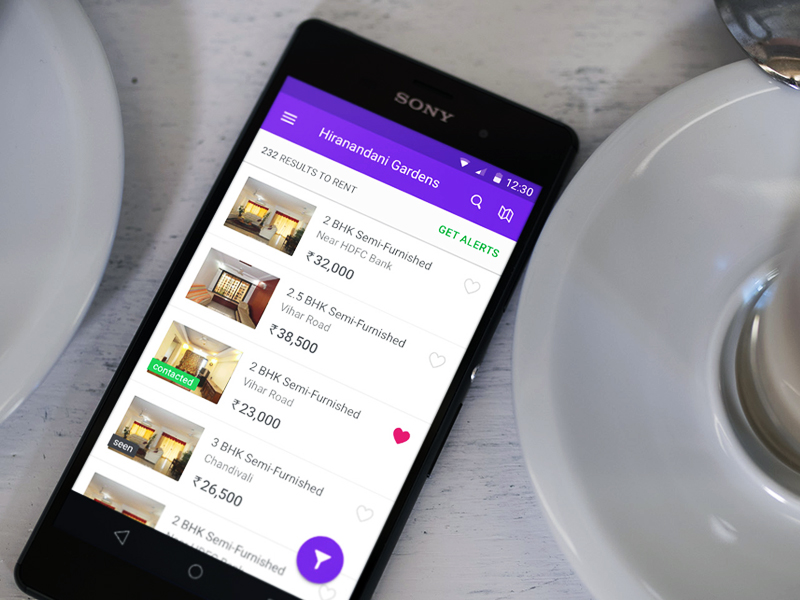 SONY
12:30
Hiranandani Gardens
232 RESULTS TO RENT
GET ALERTS
2 BHK Semi-Furnished
Near HDFC Bank
₹32,000
2.5 BHK Semi-Furnished
Vihar Road
₹38,500
contacted
2 BHK Semi-Furnished
Vihar Road
₹23,000
seen
3 BHK Semi-Furnished
Chandivali
₹26,500
2 BHK Semi-Furnished